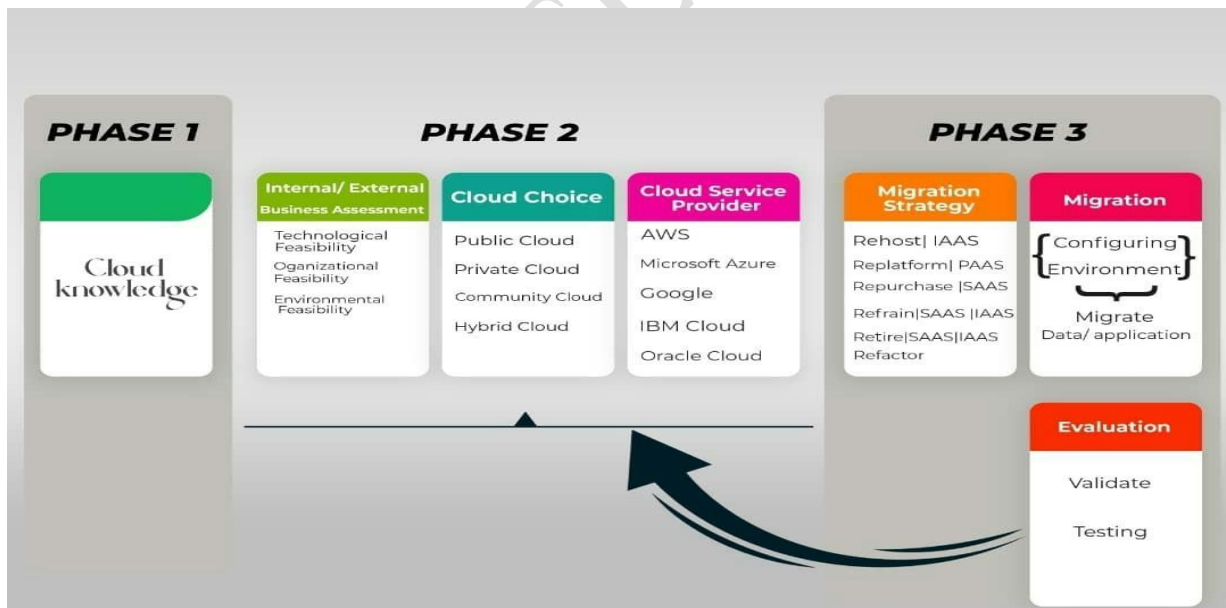 PHASE 1
Cloud
knowledge
PHASE 2
Internal/ External
Business Assessment
Technological
Feasibility
Oganizational
Feasibility
Environmental
Feasibility
Cloud Choice
Public Cloud
Private Cloud
Community Cloud
Hybrid Cloud
Cloud Service
Provider
AWS
Microsoft Azure
Google
IBM Cloud
Oracle Cloud
PHASE 3
Migration
Strategy
Rehost| IAAS
Replatform| PAAS
Repurchase |SAAS
Refrain|SAAS |IAAS
Retire|SAAS|IAAS
Refactor
Migration
{Configuring}
{Environment}
Migrate
Data/ application
Evaluation
Validate
Testing